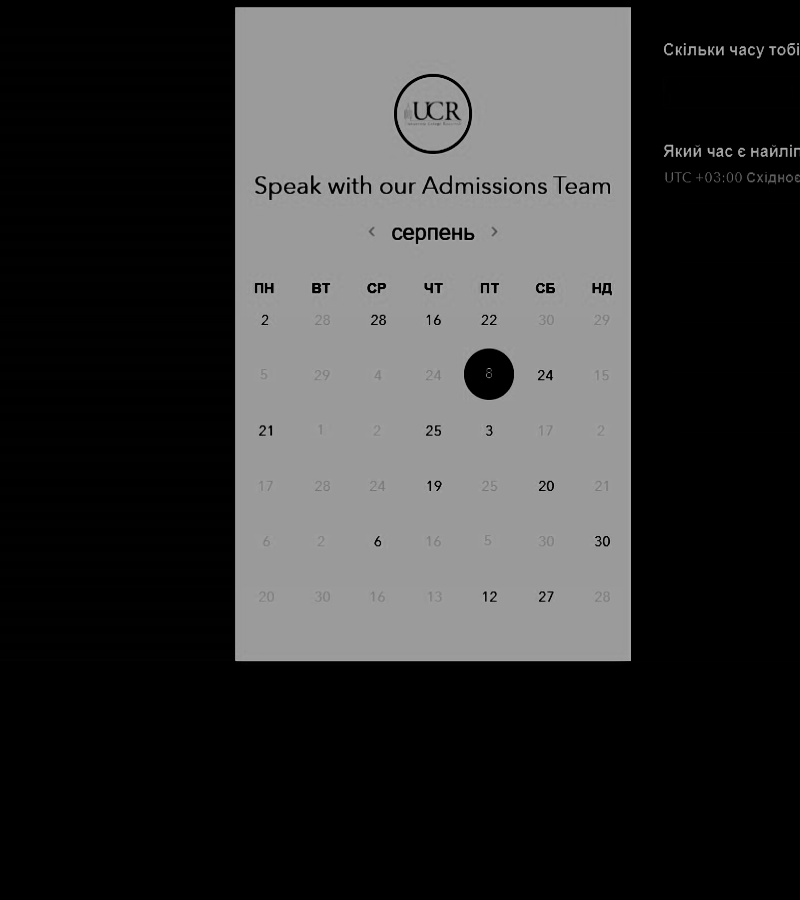 UCR
Speak with our Admissions Team
серпень
ПН ВТ СР ЧТ ПТ СБ НД
2 28 28 16 22 30 29
5 29 4 24 8 24 15
21 1 2 25 3 17 2
17 28 24 19 25 20 21
6 2 6 16 5 30 30
20 30 16 13 12 27 28
Скільки часу тобі
Який час є найліп
UTC +03:00 Східноє